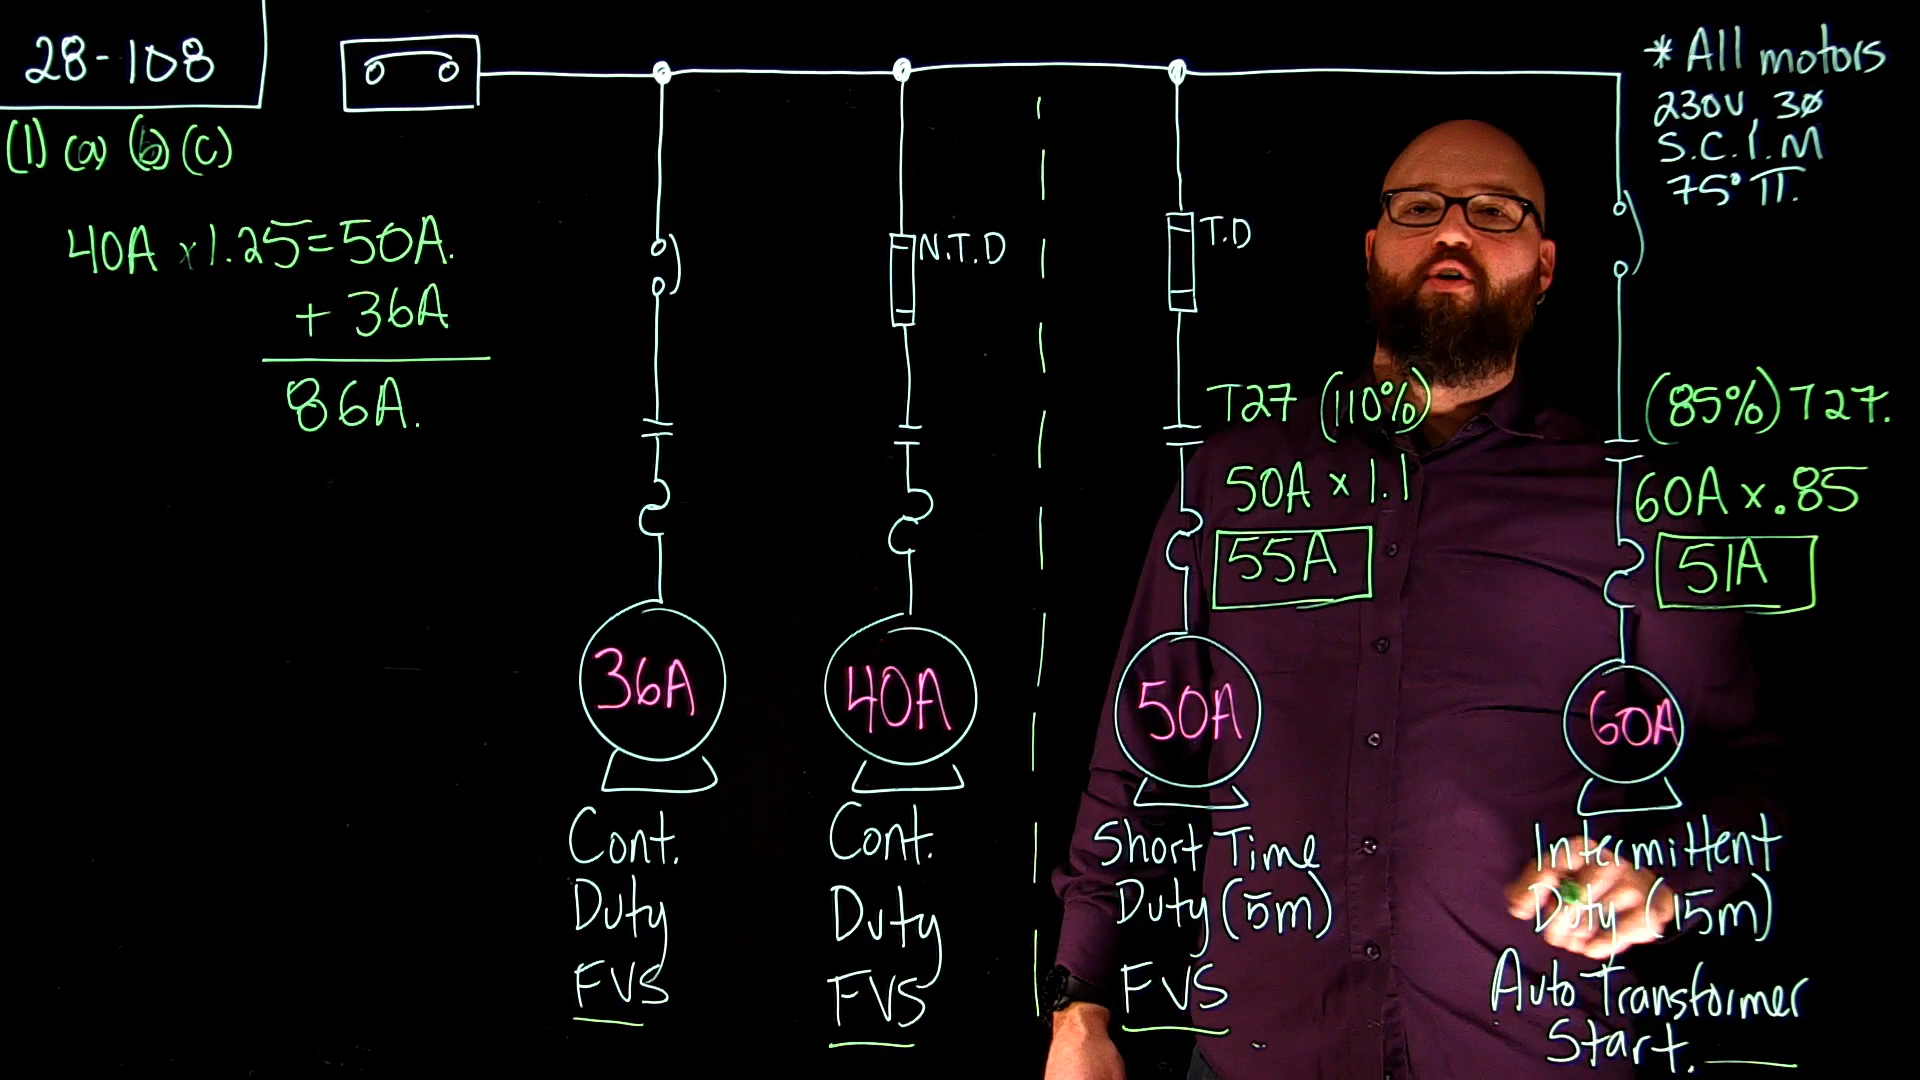 28-108
(1) (a) (b) (c)
40A x 1.25 = 50A.
+ 36A
86A.
N.T.D
T.D
* All motors
230V, 3Ø
S.C.I.M
75° TT.
T27 (110%)
50A x 1.1
55A
(85%) T27.
60A x .85
51A
36A
40A
50A
60A
Cont.
Duty
FVS
Cont.
Duty
FVS
Short Time
Duty (5m)
FVS
Intermittent
Duty (15m)
Auto Transformer
Start.